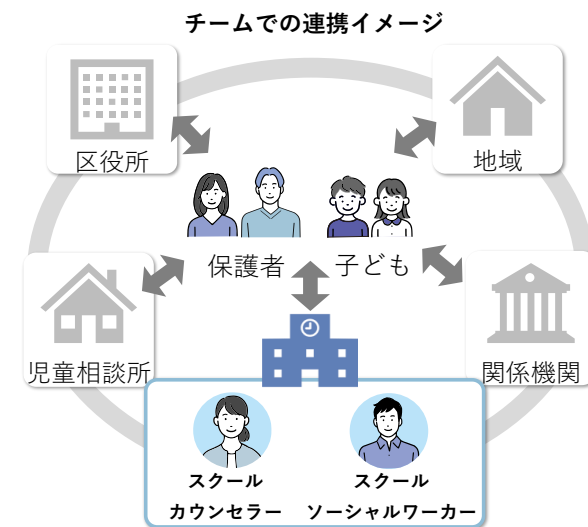 チームでの連携イメージ
区役所
地域
保護者
子ども
児童相談所
関係機関
スクール
カウンセラー
スクール
ソーシャルワーカー